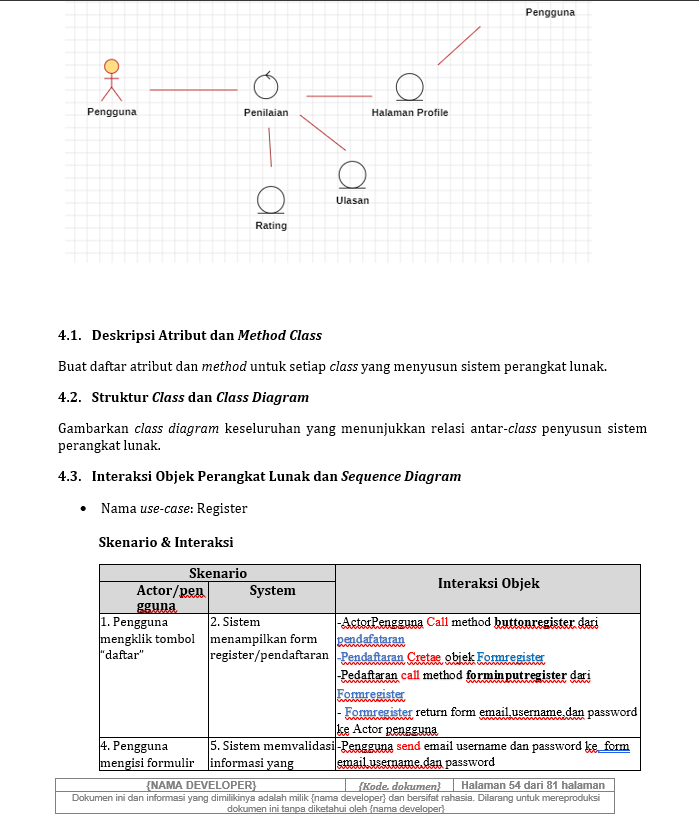 Pengguna
Pengguna
Penilaian
Halaman Profile
Ulasan
Rating
4.1. Deskripsi Atribut dan Method Class
Buat daftar atribut dan method untuk setiap class yang menyusun sistem perangkat lunak.
4.2. Struktur Class dan Class Diagram
Gambarkan class diagram keseluruhan yang menunjukkan relasi antar-class penyusun sistem
perangkat lunak.
4.3. Interaksi Objek Perangkat Lunak dan Sequence Diagram
• Nama use-case: Register
Skenario & Interaksi
Skenario
Interaksi Objek
Actor/pen
gguna
System
1. Pengguna
mengklik tombol
“daftar”
2. Sistem
menampilkan form
register/pendaftaran
-ActorPengguna Call method buttonregister dari
pendafataran
-Pendaftaran Cretae objek Formregister
-Pedaftaran call method forminputregister dari
Formregister
- Formregister return form email,username,dan password
ke Actor pengguna
4. Pengguna
mengisi formulir
5. Sistem memvalidasi
informasi yang
-Pengguna send email username dan password ke form
email,username,dan password
{NAMA DEVELOPER}
{Kode. dokumen}
Halaman 54 dari 81 halaman
Dokumen ini dan informasi yang dimilikinya adalah milik {nama developer} dan bersifat rahasia. Dilarang untuk mereproduksi
dokumen ini tanpa diketahui oleh {nama developer}